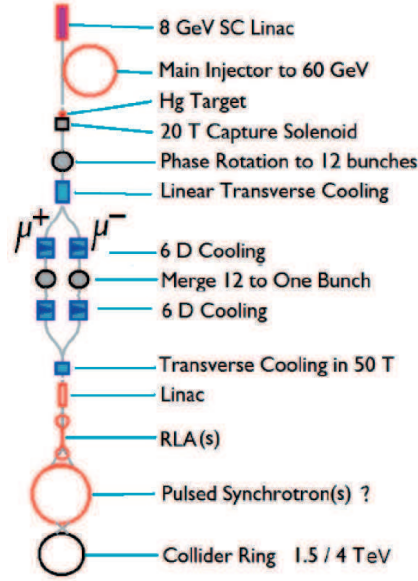 8 GeV SC Linac
Main Injector to 60 GeV
Hg Target
20 T Capture Solenoid
Phase Rotation to 12 bunches
Linear Transverse Cooling
μ+ μ−
6 D Cooling
Merge 12 to One Bunch
6 D Cooling
Transverse Cooling in 50 T
Linac
RLA(s)
Pulsed Synchrotron(s) ?
Collider Ring 1.5 / 4 TeV